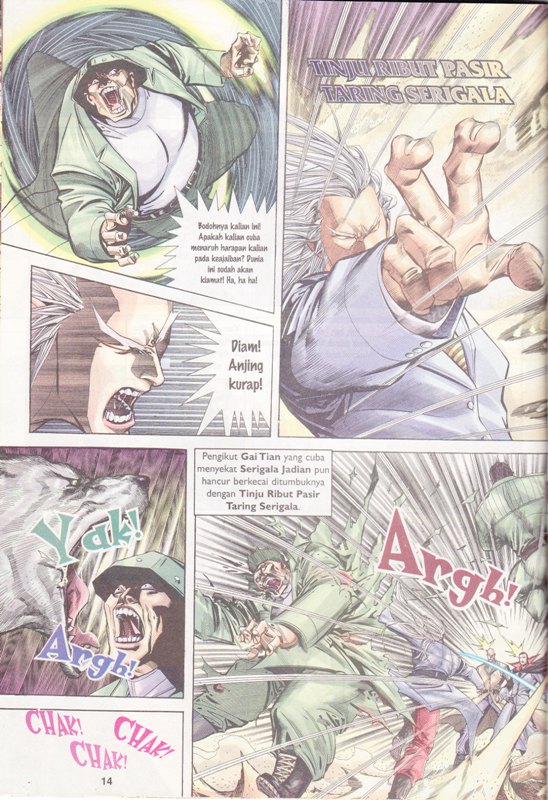 Bodohnya kalian ini!
Apakah kalian cuba
menaruh harapan kalian
pada keajaiban? Dunia
ini sudah akan
kiamat! Ha, ha, ha!
TINJU RIBUT PASIR
TARING SERIGALA
Diam!
Anjing
kurap!
Yak!
Argh!
Pengikut Gai Tian yang cuba
menyekat Serigala Jadian pun
hancur berkecai ditumbuknya
dengan Tinju Ribut Pasir
Taring Serigala.
Argh!
CHAK!
CHAK!
CHAK!
14